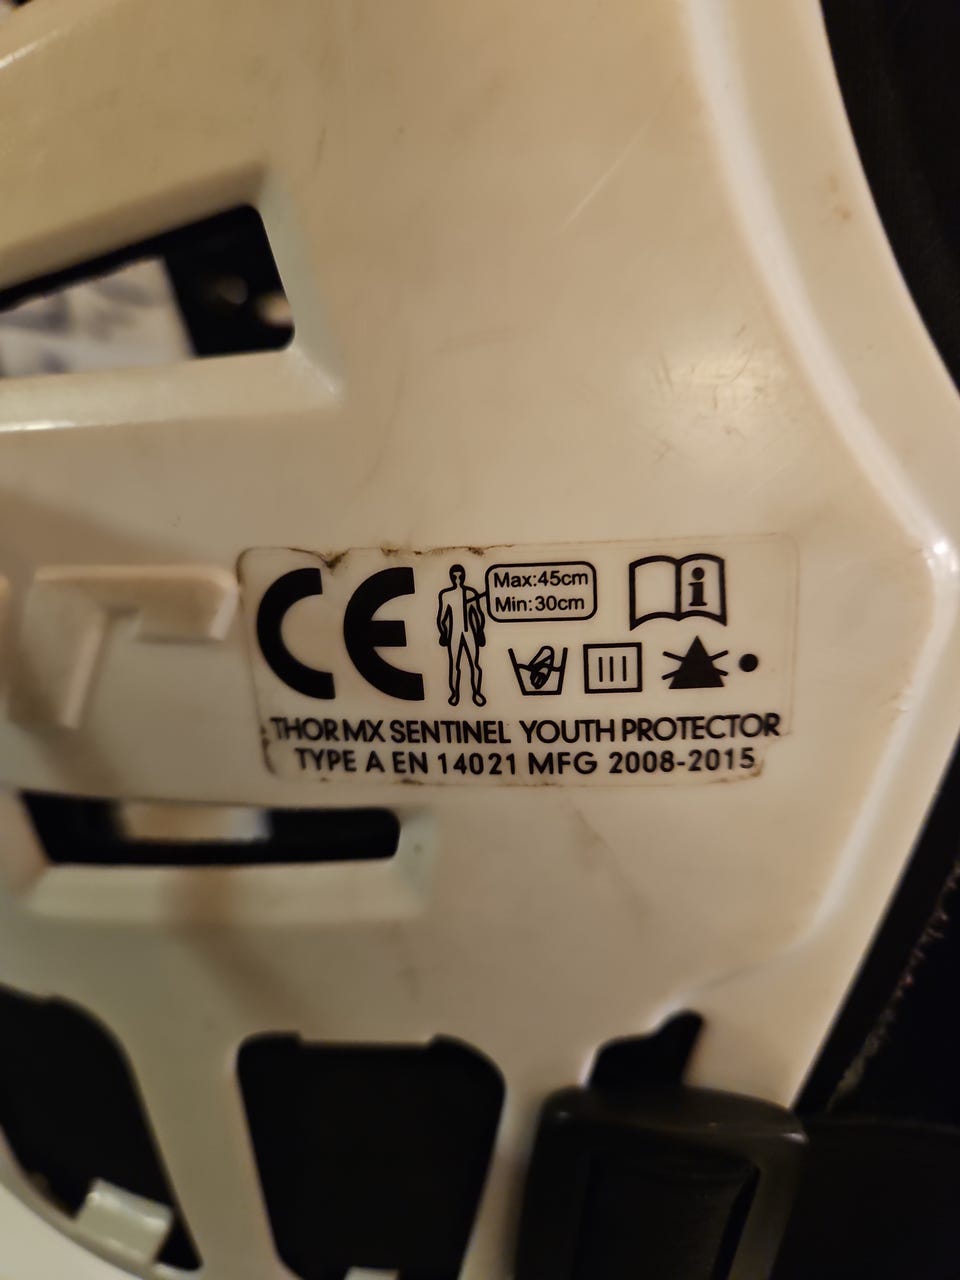 CE
Max:45cm
Min:30cm
i
THOR MX SENTINEL YOUTH PROTECTOR
TYPE A EN 14021 MFG 2008-2015